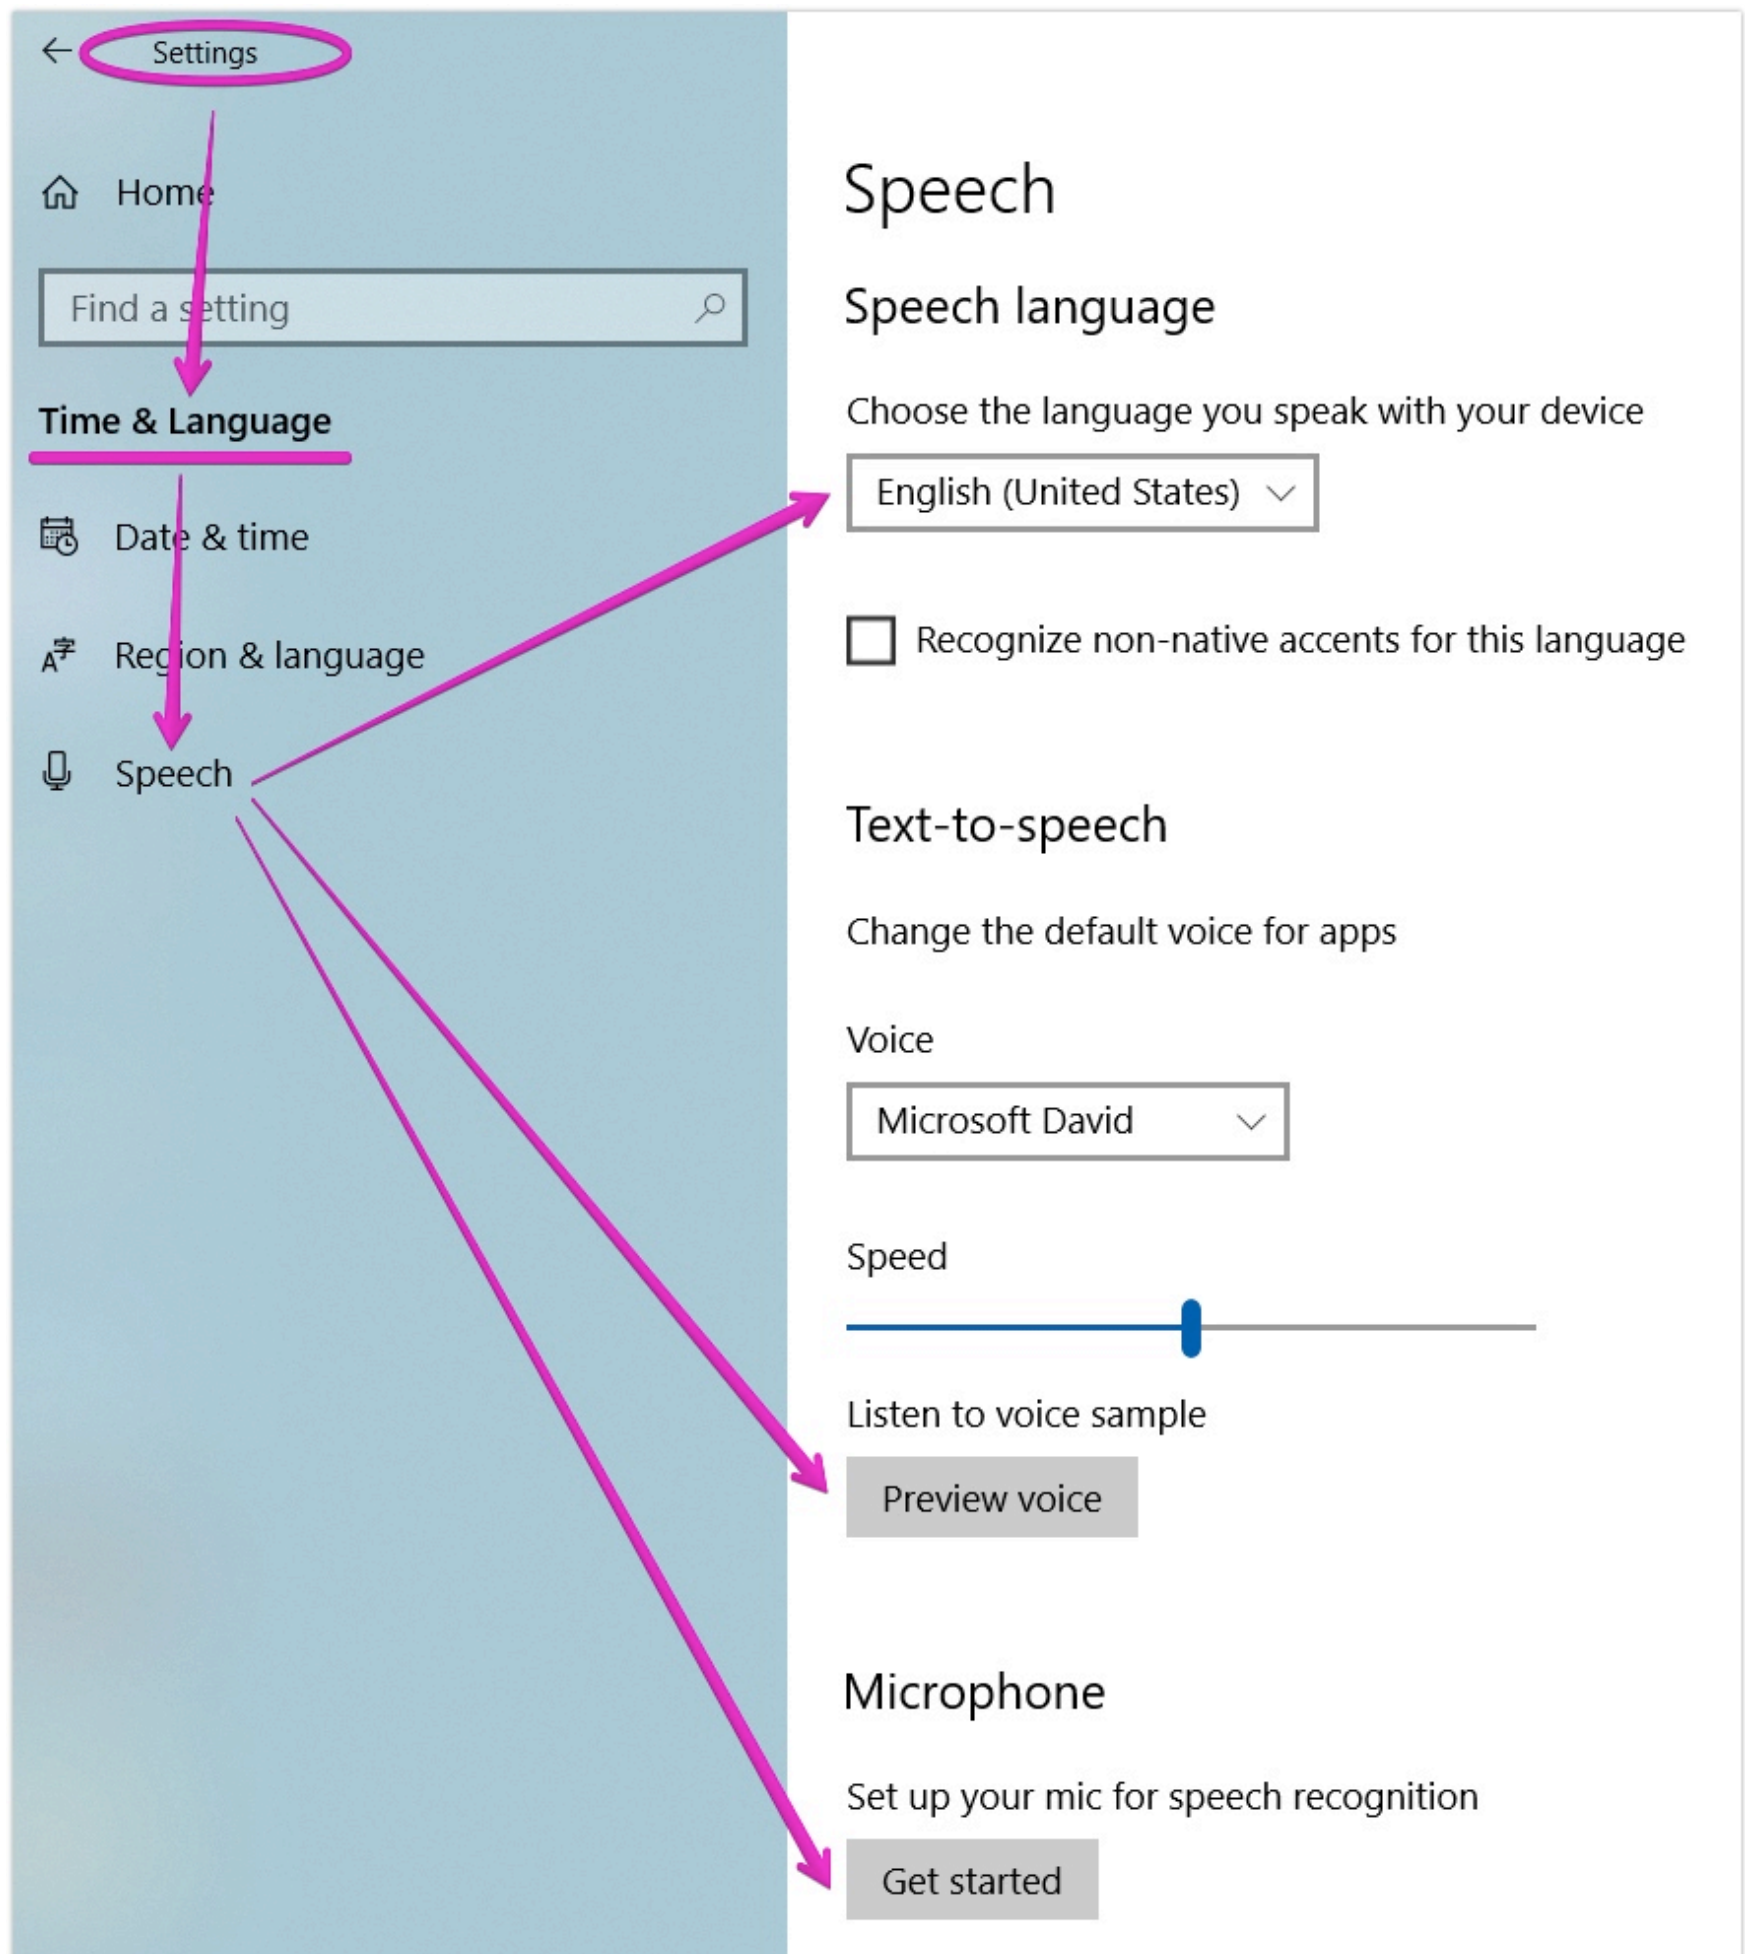 Settings
Home
Find a setting
Time & Language
Date & time
Region & language
Speech
Speech
Speech language
Choose the language you speak with your device
English (United States)
Recognize non-native accents for this language
Text-to-speech
Change the default voice for apps
Voice
Microsoft David
Speed
Listen to voice sample
Preview voice
Microphone
Set up your mic for speech recognition
Get started